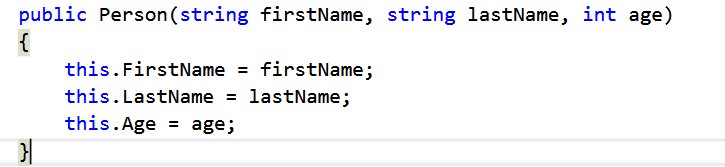 public Person(string firstName, string lastName, int age)
{
    this.FirstName = firstName;
    this.LastName = lastName;
    this.Age = age;
}